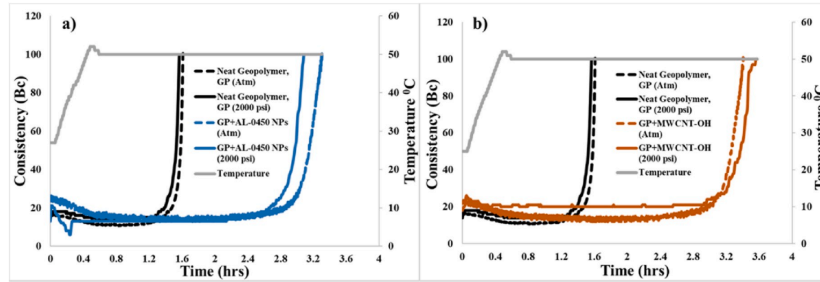 a)
120
100
80
60
40
20
0
Consistency (Bc)
0
0.4
0.8
1.2
1.6
2
2.4
2.8
3.2
3.6
4
Time (hrs)
60
50
40
30
20
10
0
Temperature ⁰C
Neat Geopolymer,
GP (Atm)
Neat Geopolymer,
GP (2000 psi)
GP+AL-0450 NPs
(Atm)
GP+AL-0450 NPs
(2000 psi)
Temperature
b)
120
100
80
60
40
20
0
Consistency (Bc)
0
0.4
0.8
1.2
1.6
2
2.4
2.8
3.2
3.6
4
Time (hrs)
60
50
40
30
20
10
0
Temperature ⁰C
Neat Geopolymer,
GP (Atm)
Neat Geopolymer,
GP (2000 psi)
GP+MWCNT-OH
(Atm)
GP+MWCNT-OH
(2000 psi)
Temperature